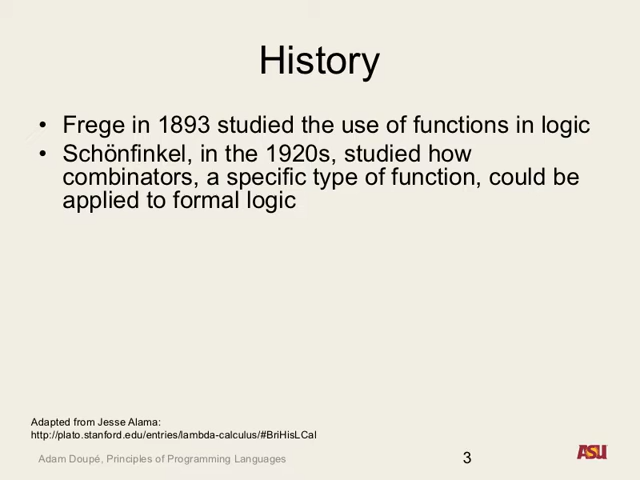 History
• Frege in 1893 studied the use of functions in logic
• Schönfinkel, in the 1920s, studied how
combinators, a specific type of function, could be
applied to formal logic
Adapted from Jesse Alama:
http://plato.stanford.edu/entries/lambda-calculus/#BriHisLCal
Adam Doupé, Principles of Programming Languages
3
ASU